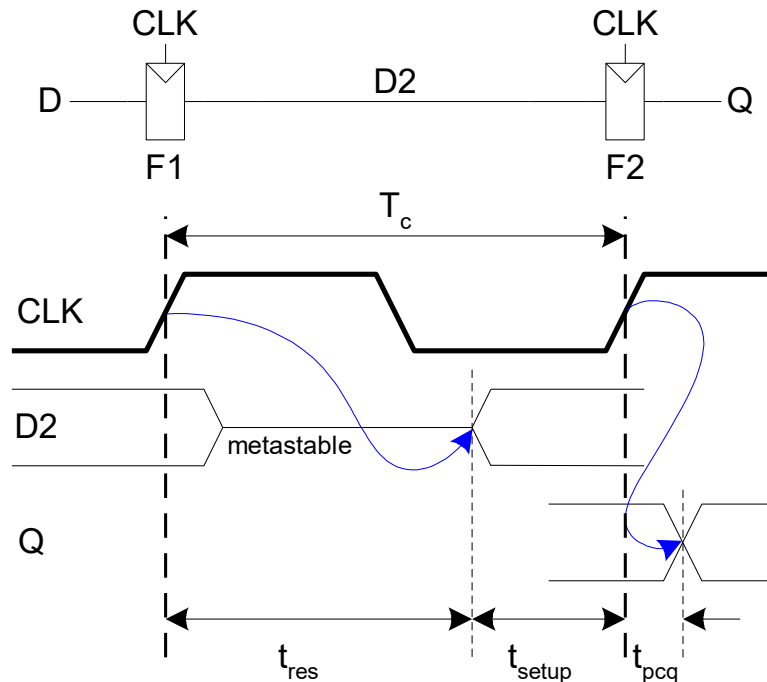 CLK CLK
D D2 Q
F1 F2
Tc
CLK
D2
metastable
Q
tres tsetup tpcq